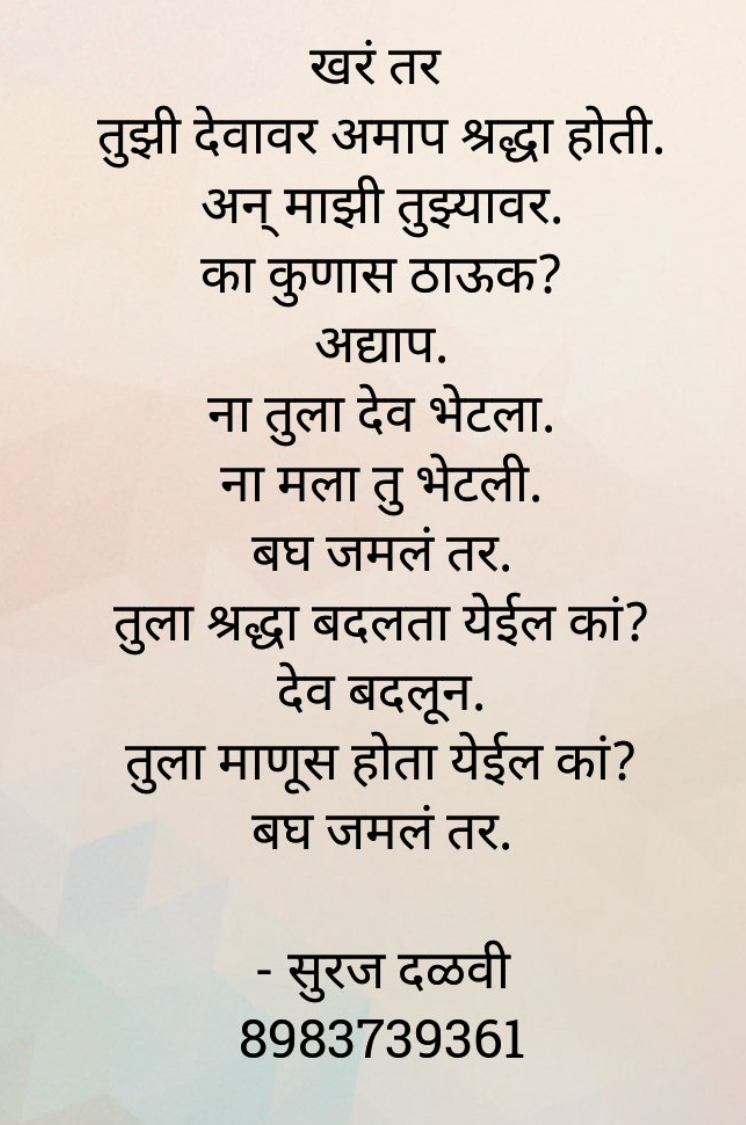 खरं तर
तुझी देवावर अमाप श्रद्धा होती.
अन् माझी तुझ्यावर.
का कुणास ठाऊक?
अद्याप.
ना तुला देव भेटला.
ना मला तु भेटली.
बघ जमलं तर.
तुला श्रद्धा बदलता येईल कां?
देव बदलून.
तुला माणूस होता येईल कां?
बघ जमलं तर.
- सुरज दळवी
8983739361